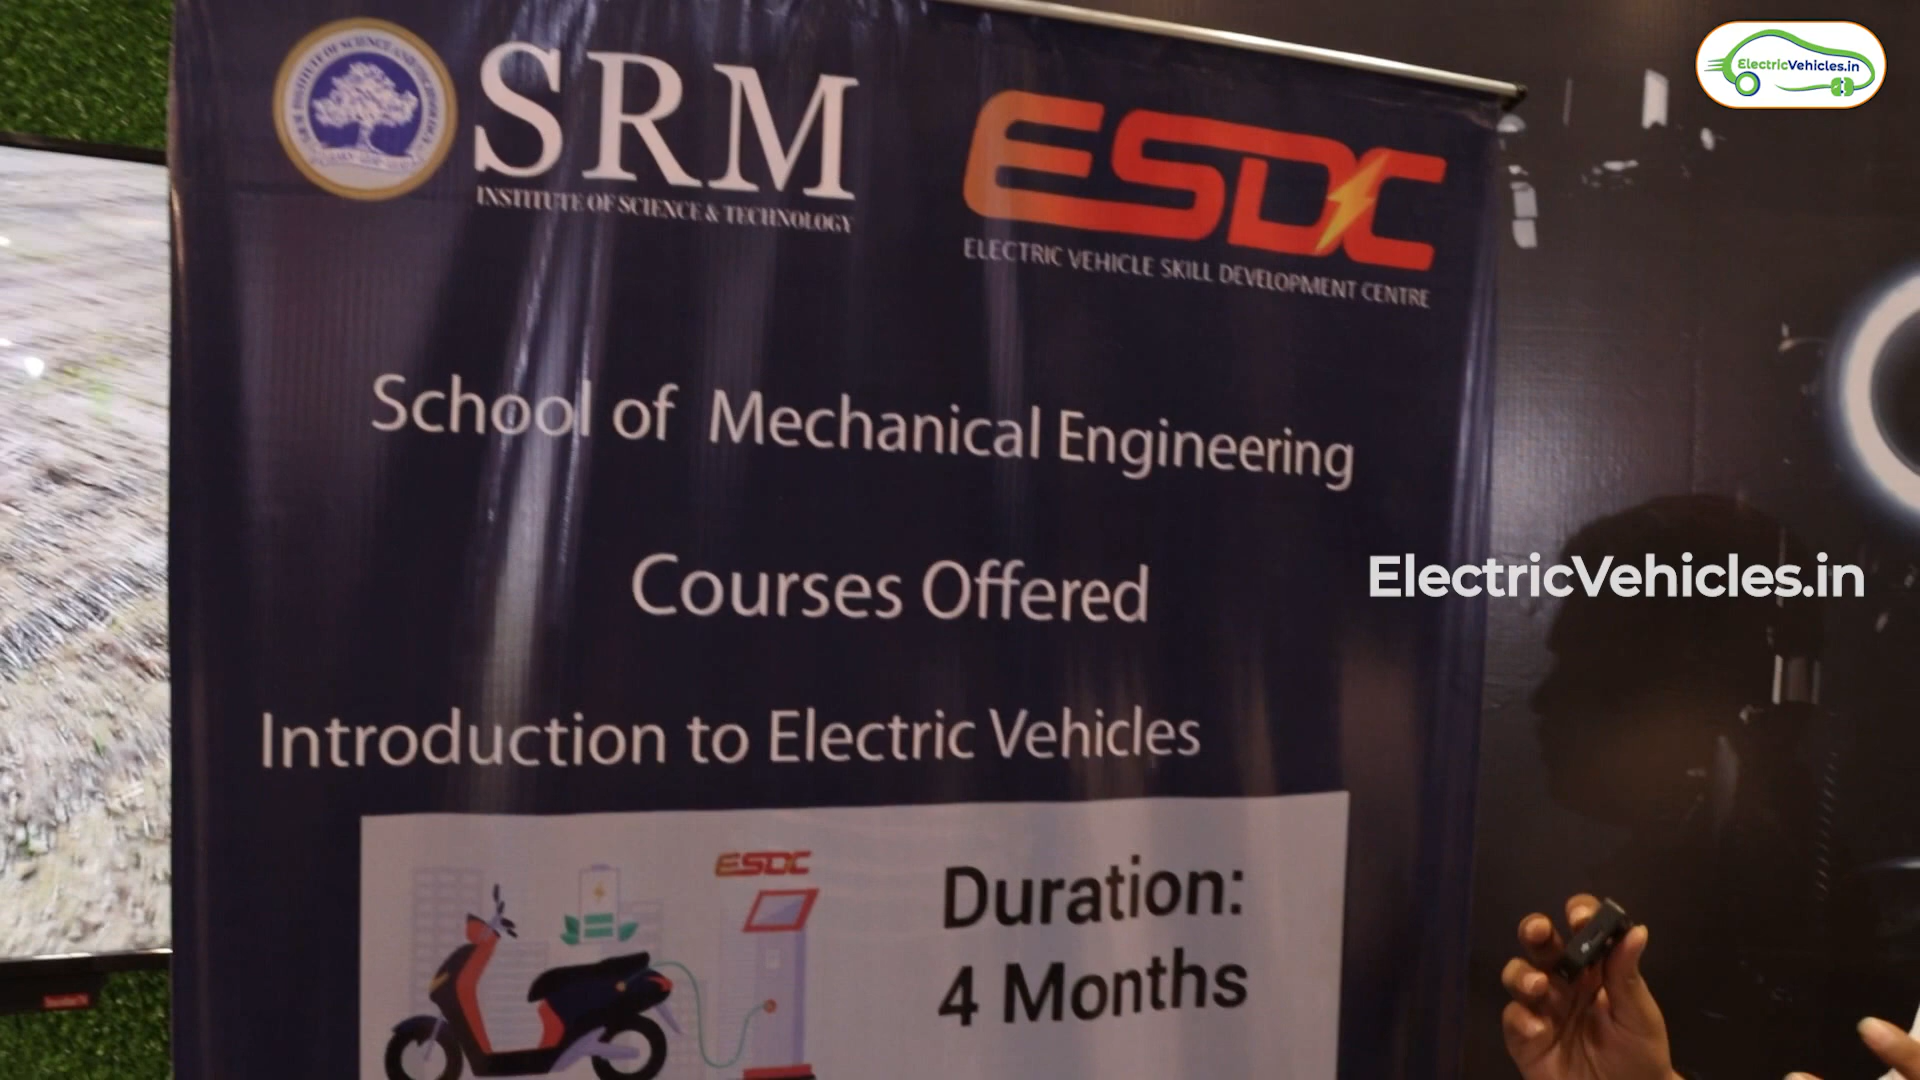 SRM
INSTITUTE OF SCIENCE & TECHNOLOGY
ESDC
ELECTRIC VEHICLE SKILL DEVELOPMENT CENTRE
ElectricVehicles.in
School of Mechanical Engineering
Courses Offered
ElectricVehicles.in
Introduction to Electric Vehicles
ESDC
Duration:
4 Months